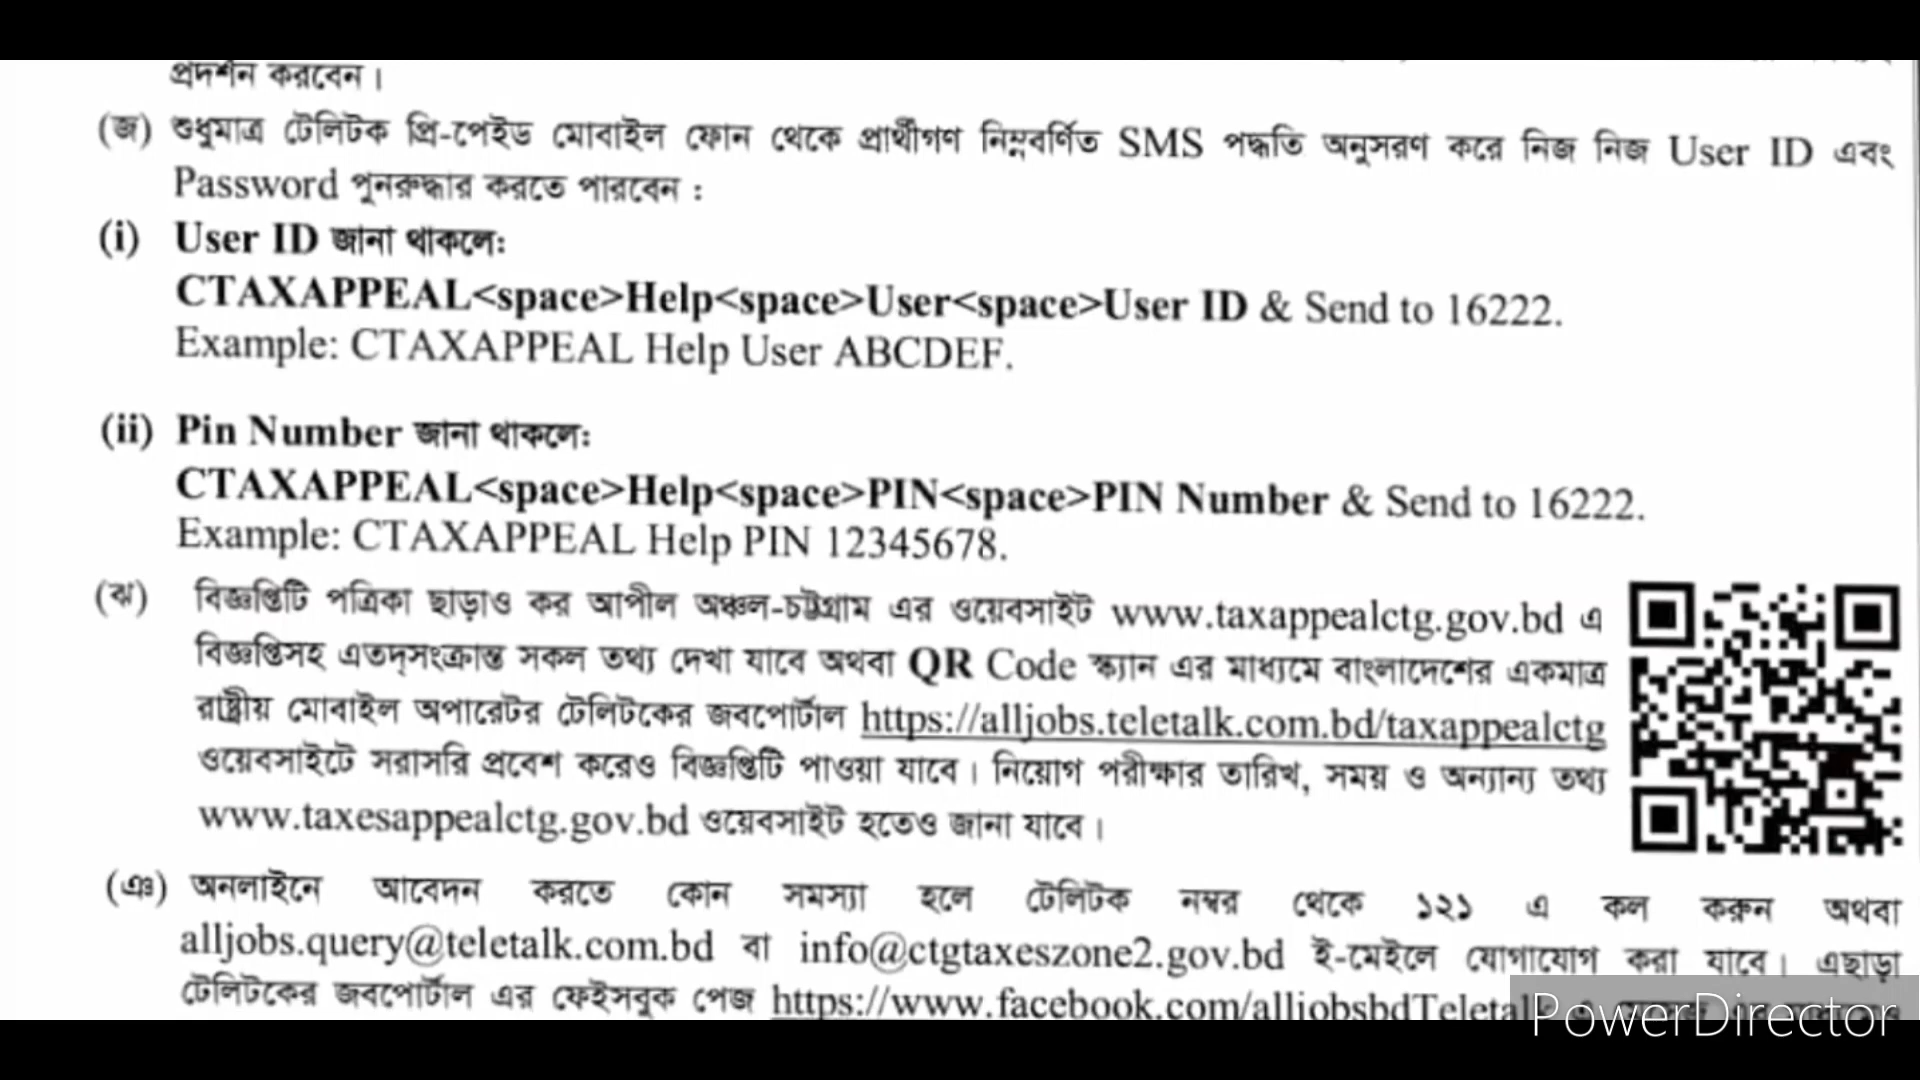 প্রদর্শন করবেন।
(জ) শুধুমাত্র টেলিটক প্রি-পেইড মোবাইল ফোন থেকে প্রার্থীগণ নিম্নবর্ণিত SMS পদ্ধতি অনুসরণ করে নিজ নিজ User ID এবং
Password পুনরুদ্ধার করতে পারবেন :
(i) User ID জানা থাকলে:
CTAXAPPEAL<space>Help<space>User<space>User ID & Send to 16222.
Example: CTAXAPPEAL Help User ABCDEF.
(ii) Pin Number জানা থাকলে:
CTAXAPPEAL<space>Help<space>PIN<space>PIN Number & Send to 16222.
Example: CTAXAPPEAL Help PIN 12345678.
(ঝ) বিজ্ঞপ্তিটি পত্রিকা ছাড়াও কর আপীল অঞ্চল-চট্টগ্রাম এর ওয়েবসাইট www.taxappealctg.gov.bd এ
বিজ্ঞপ্তিসহ এতদ্সংক্রান্ত সকল তথ্য দেখা যাবে অথবা QR Code স্ক্যান এর মাধ্যমে বাংলাদেশের একমাত্র
রাষ্ট্রীয় মোবাইল অপারেটর টেলিটকের জবপোর্টাল https://alljobs.teletalk.com.bd/taxappealctg
ওয়েবসাইটে সরাসরি প্রবেশ করেও বিজ্ঞপ্তিটি পাওয়া যাবে। নিয়োগ পরীক্ষার তারিখ, সময় ও অন্যান্য তথ্য
www.taxesappealctg.gov.bd ওয়েবসাইট হতেও জানা যাবে।
(ঞ) অনলাইনে আবেদন করতে কোন সমস্যা হলে টেলিটক নম্বর থেকে ১২১ এ কল করুন অথবা
alljobs.query@teletalk.com.bd বা info@ctgtaxeszone2.gov.bd ই-মেইলে যোগাযোগ করা যাবে। এছাড়া
টেলিটকের জবপোর্টাল এর ফেইসবুক পেজ https://www.facebook.com/alljobsbdTeletalk
PowerDirector